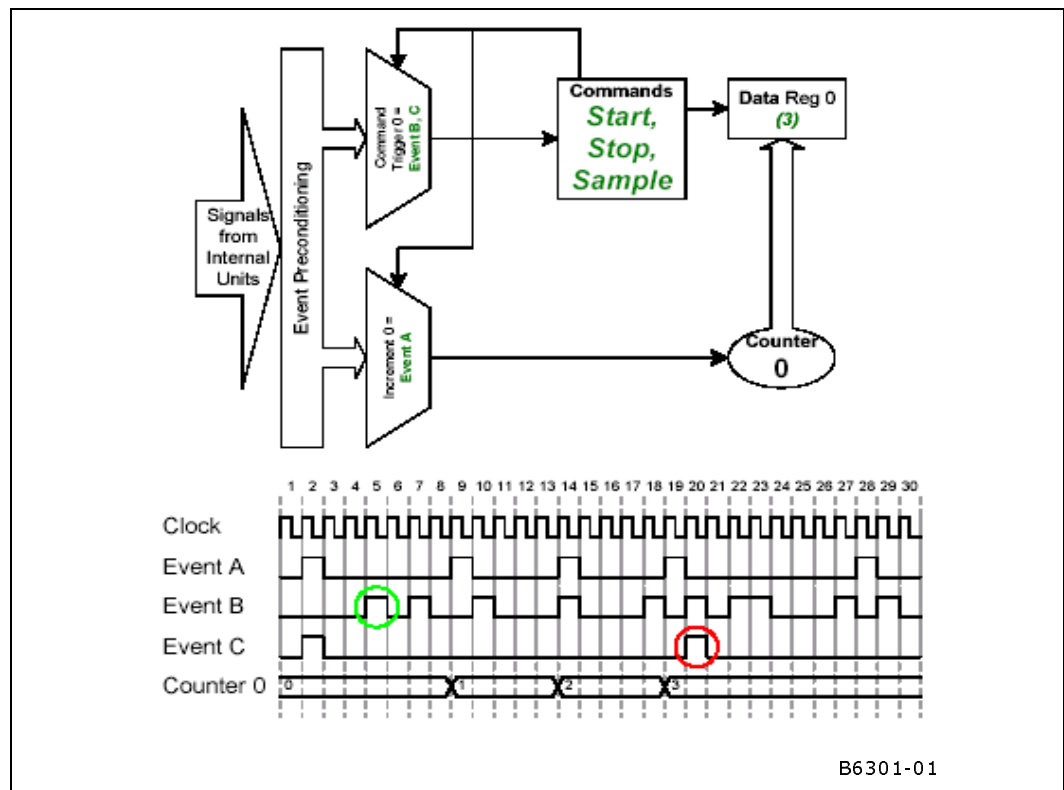 Signals
from
Internal
Units
Event Preconditioning
Command
Trigger 0 =
Event B, C
Increment 0 =
Event A
Commands
Start,
Stop,
Sample
Data Reg 0
(3)
Counter
0
1 2 3 4 5 6 7 8 9 10 11 12 13 14 15 16 17 18 19 20 21 22 23 24 25 26 27 28 29 30
Clock
Event A
Event B
Event C
Counter 0 0 1 2 3
B6301-01